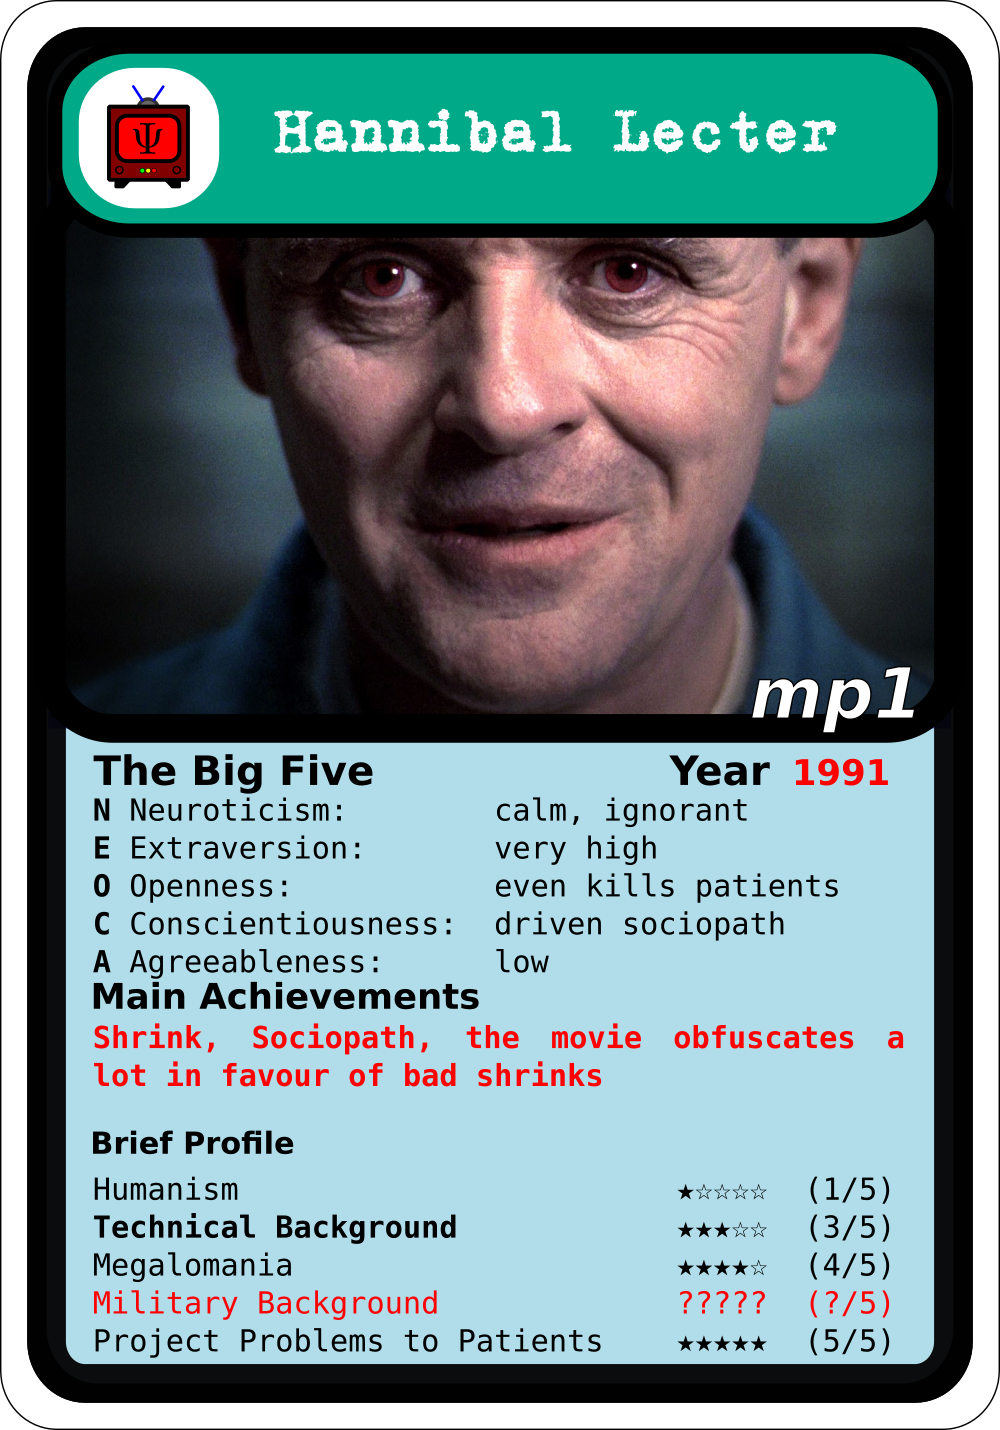 Ψ
Hannibal Lecter
mp1
The Big Five Year 1991
N Neuroticism: calm, ignorant
E Extraversion: very high
O Openness: even kills patients
C Conscientiousness: driven sociopath
A Agreeableness: low
Main Achievements
Shrink, Sociopath, the movie obfuscates a
lot in favour of bad shrinks
Brief Profile
Humanism ★☆☆☆☆ (1/5)
Technical Background ★★★☆☆ (3/5)
Megalomania ★★★★☆ (4/5)
Military Background ????? (?/5)
Project Problems to Patients ★★★★★ (5/5)